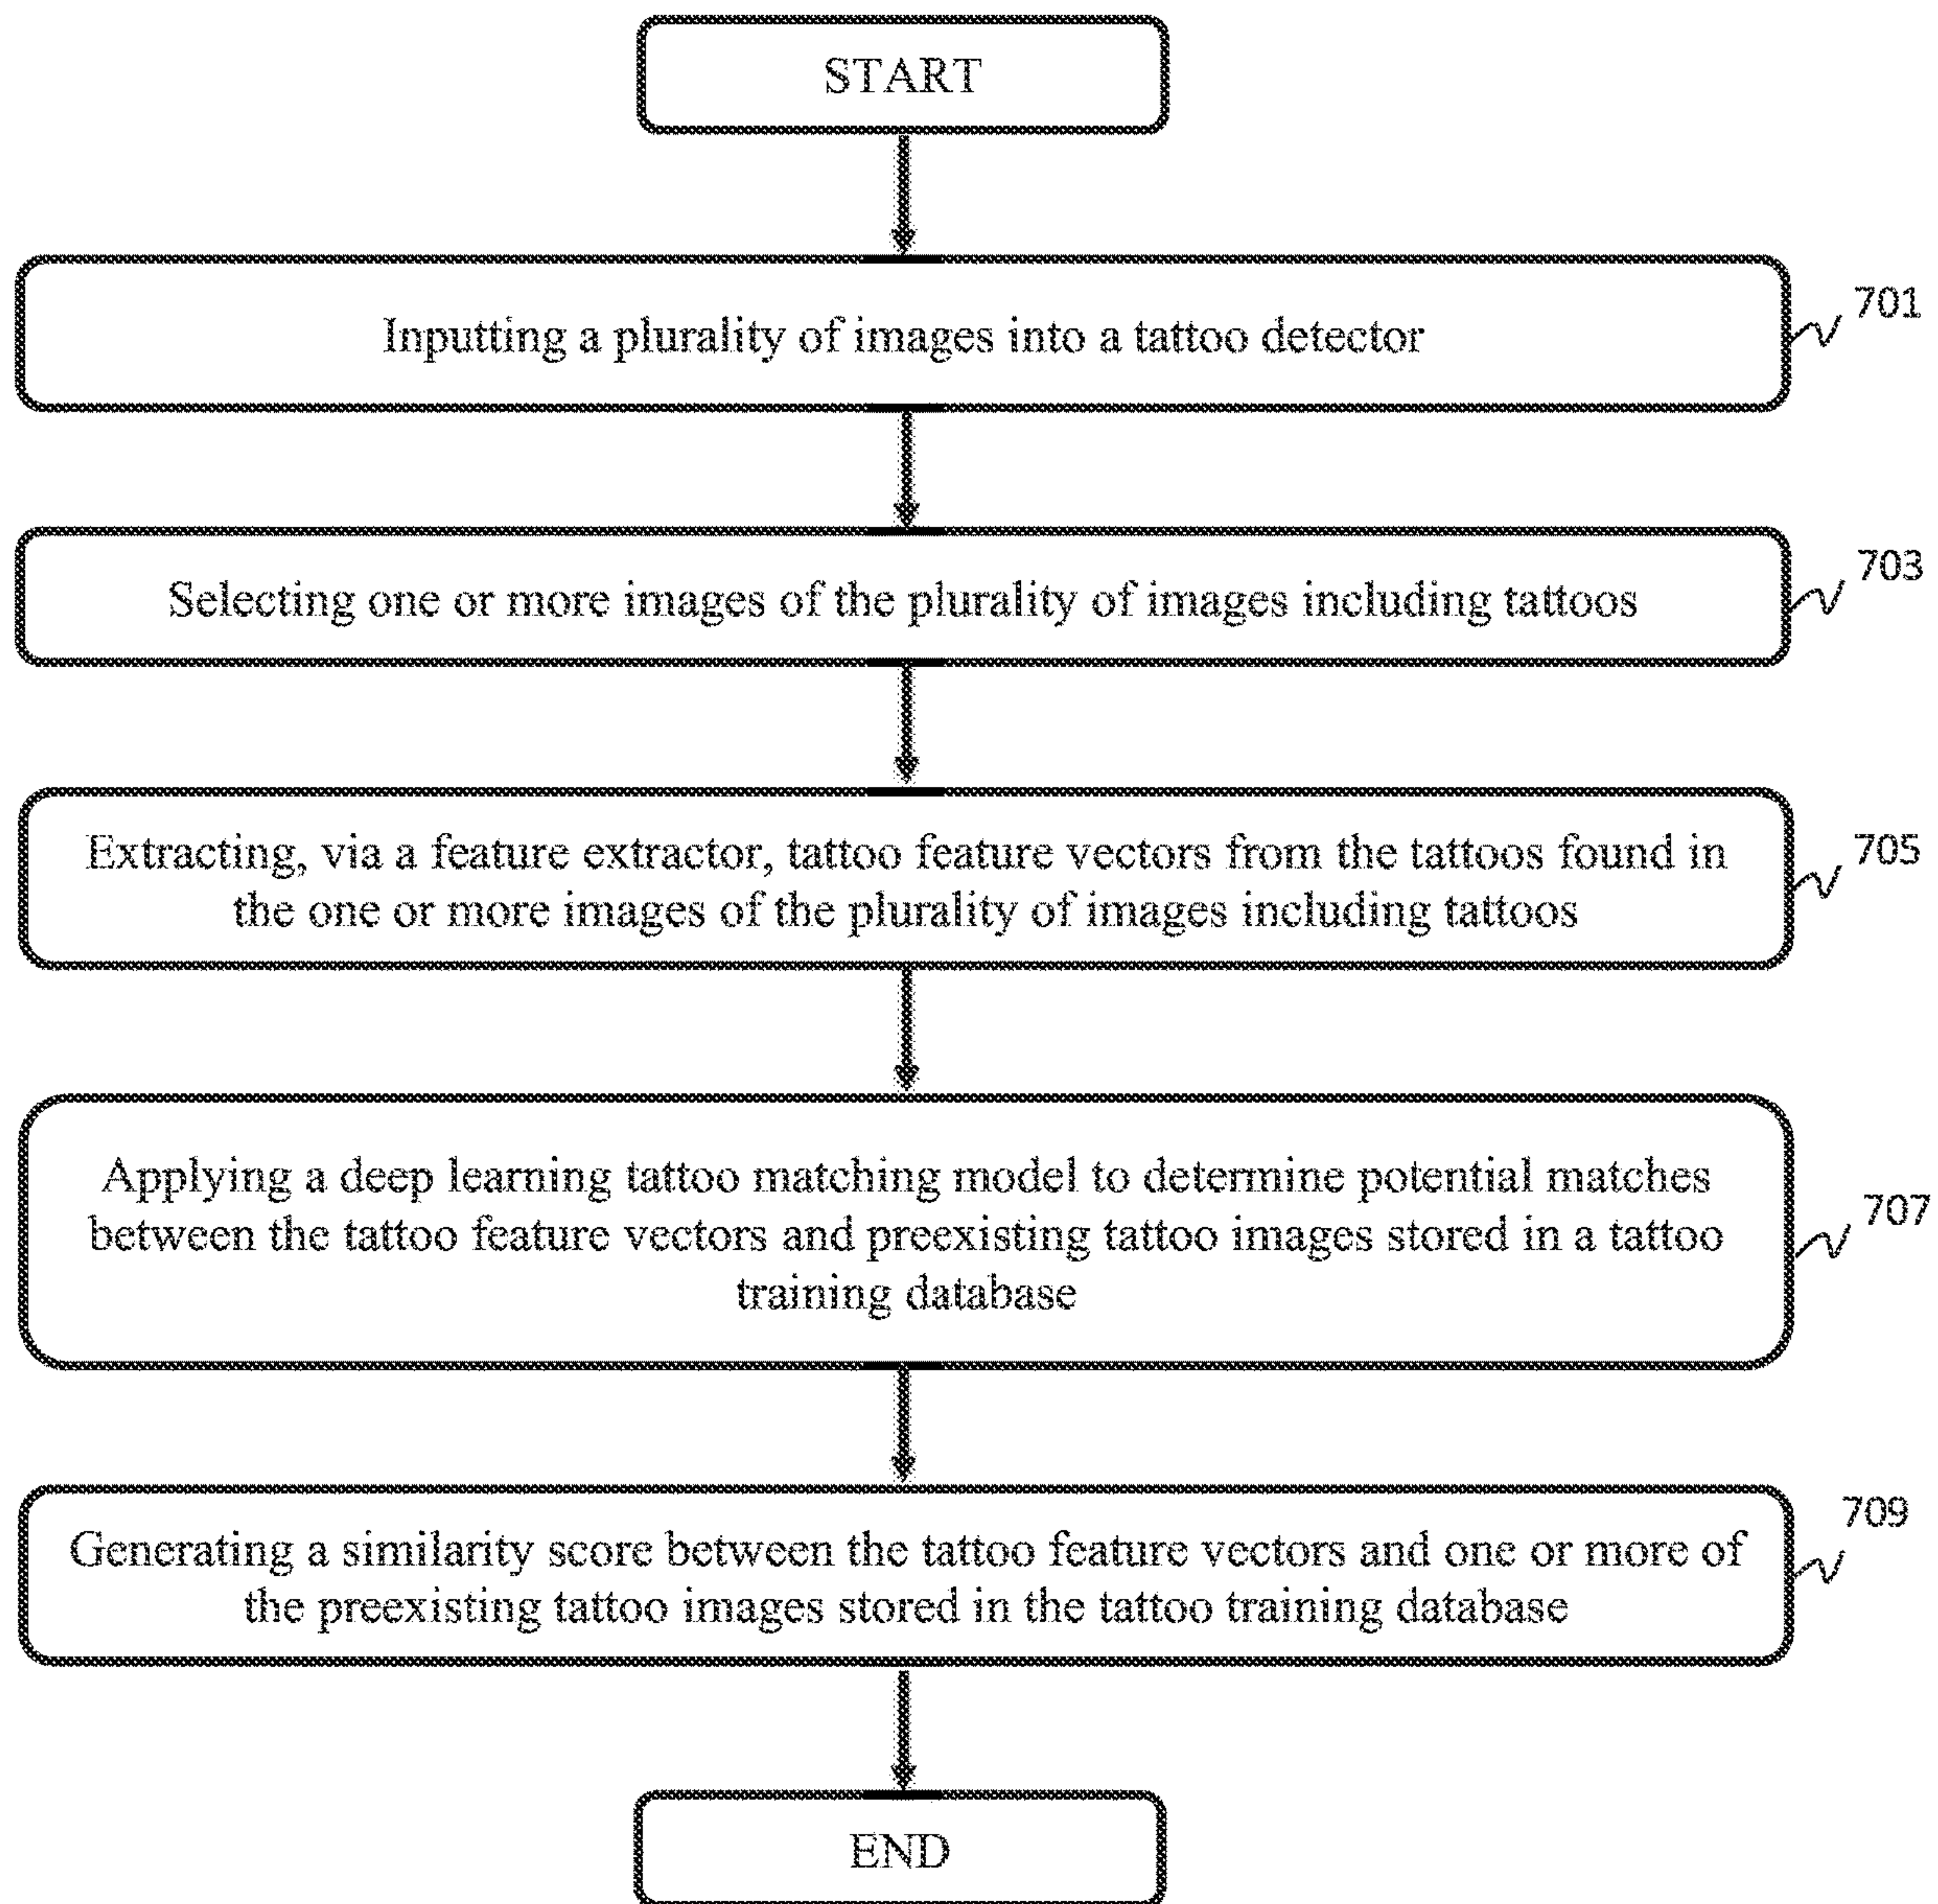 START
Inputting a plurality of images into a tattoo detector
701
Selecting one or more images of the plurality of images including tattoos
703
Extracting, via a feature extractor, tattoo feature vectors from the tattoos found in
the one or more images of the plurality of images including tattoos
705
Applying a deep learning tattoo matching model to determine potential matches
between the tattoo feature vectors and preexisting tattoo images stored in a tattoo
training database
707
Generating a similarity score between the tattoo feature vectors and one or more of
the preexisting tattoo images stored in the tattoo training database
709
END